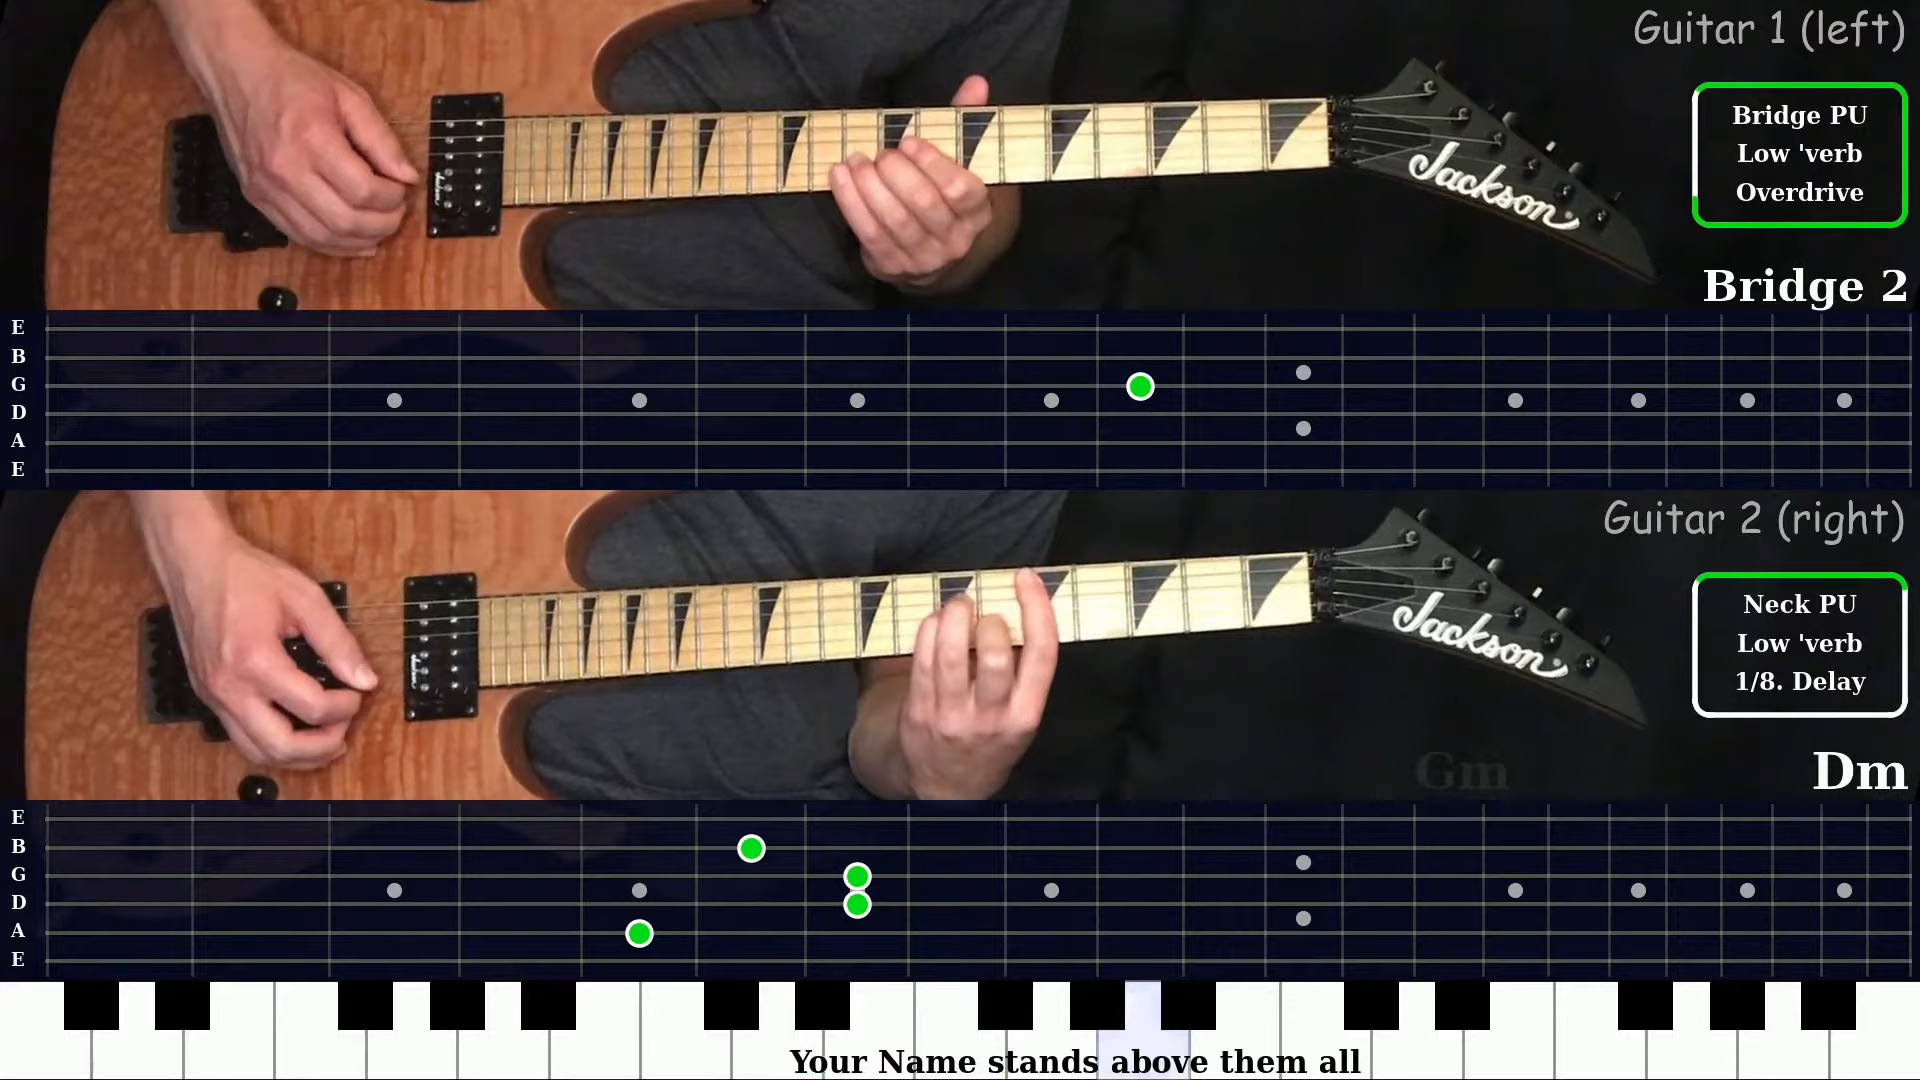 Guitar 1 (left)
Bridge PU
Low 'verb
Overdrive
Jackson
Bridge 2
E
B
G
D
A
E
Guitar 2 (right)
Neck PU
Low 'verb
1/8. Delay
Jackson
Gm
Dm
E
B
G
D
A
E
Your Name stands above them all